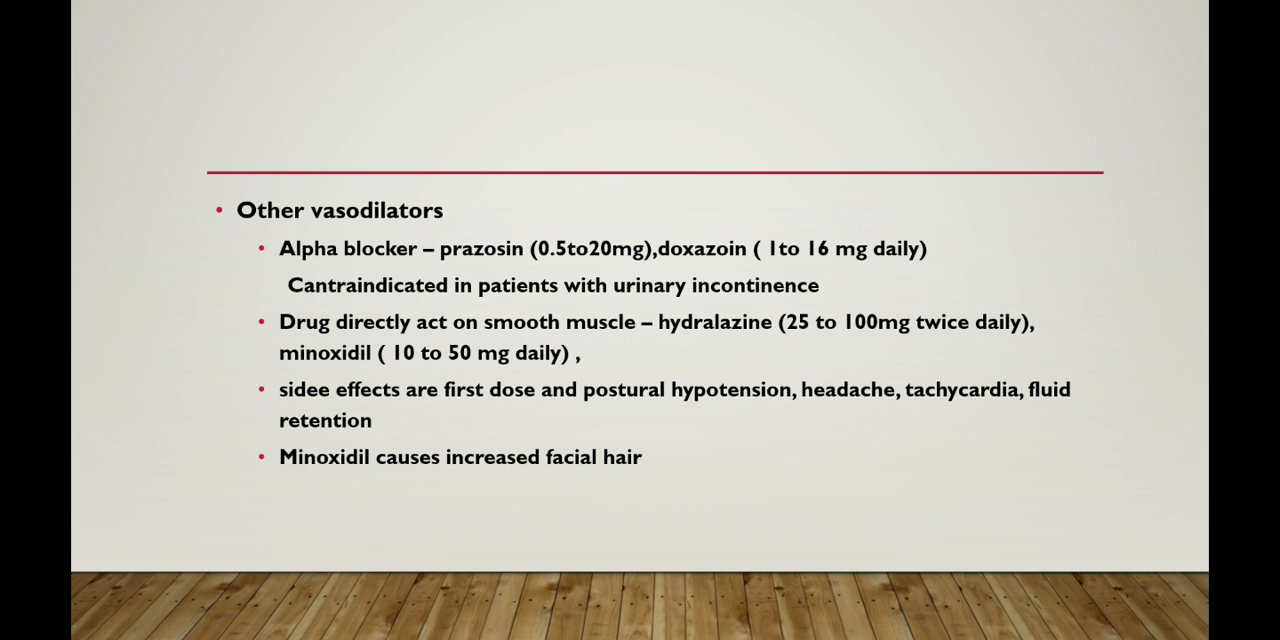 • Other vasodilators
• Alpha blocker – prazosin (0.5to20mg),doxazoin ( 1to 16 mg daily)
Cantraindicated in patients with urinary incontinence
• Drug directly act on smooth muscle – hydralazine (25 to 100mg twice daily),
minoxidil ( 10 to 50 mg daily) ,
• sidee effects are first dose and postural hypotension, headache, tachycardia, fluid
retention
• Minoxidil causes increased facial hair